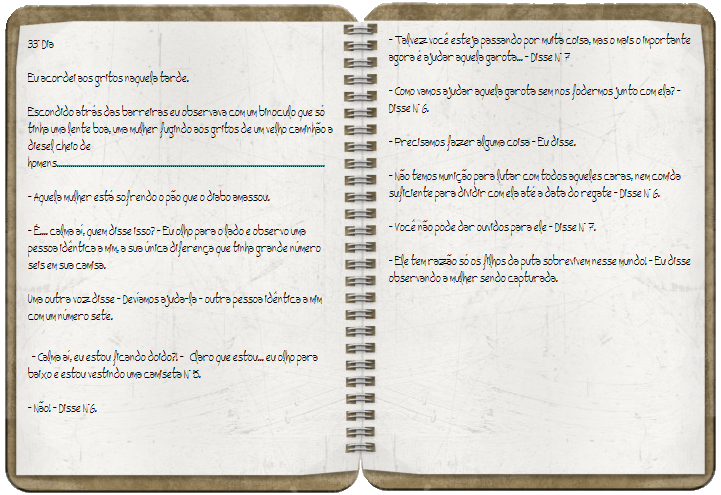 33° Dia
Eu acordei aos gritos naquela tarde.
Escondido atrás das barreiras eu observava com um binoculo que só
tinha uma lente boa, uma mulher fugindo aos gritos de um velho caminhão a
diesel cheio de
homens......................................................................
- Aquela mulher está sofrendo o pão que o diabo amassou.
- É.... calma aí, quem disse isso? - Eu olho para o lado e observo uma
pessoa idêntica a mim, a sua única diferença que tinha grande número
seis em sua camisa.
Uma outra voz disse - Devíamos ajuda-la - outra pessoa idêntica a mim
com um número sete.
- Calma aí, eu estou ficando doido?! - Claro que estou... eu olho para
baixo e estou vestindo uma camiseta N°5.
- Não! - Disse N°6.
- Talvez você esteja passando por muita coisa, mas o mais o importante
agora é ajudar aquela garota... - Disse N°7
- Como vamos ajudar aquela garota sem nos fodermos junto com ela? -
Disse N°6.
- Precisamos fazer alguma coisa - Eu disse.
- Não temos munição para lutar com todos aqueles caras, nem comida
suficiente para dividir com ela até a data do regate - Disse N°6.
- Você não pode dar ouvidos para ele - Disse N°7.
- Ele tem razão só os filhos da puta sobrevivem nesse mundo! - Eu disse
observando a mulher sendo capturada.